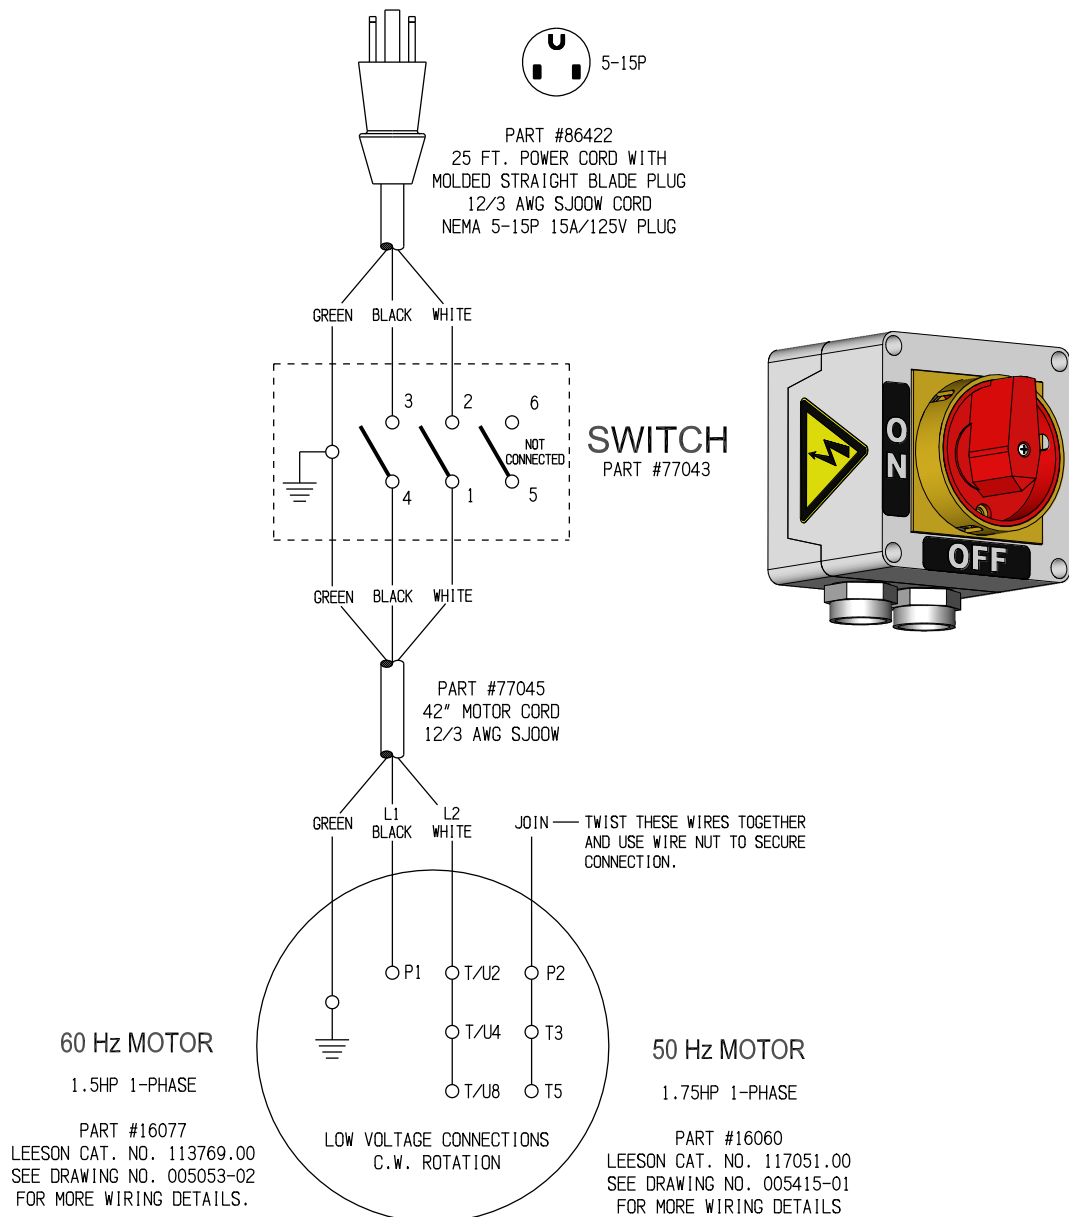 5-15P
PART #86422
25 FT. POWER CORD WITH
MOLDED STRAIGHT BLADE PLUG
12/3 AWG SJOOW CORD
NEMA 5-15P 15A/125V PLUG
GREEN BLACK WHITE
3 2 6
NOT
CONNECTED
4 1 5
SWITCH
PART #77043
ON
OFF
GREEN BLACK WHITE
PART #77045
42" MOTOR CORD
12/3 AWG SJOOW
GREEN
L1
BLACK
L2
WHITE
JOIN
TWIST THESE WIRES TOGETHER
AND USE WIRE NUT TO SECURE
CONNECTION.
P1 T/U2 P2
T/U4 T3
T/U8 T5
LOW VOLTAGE CONNECTIONS
C.W. ROTATION
60 Hz MOTOR
1.5HP 1-PHASE
PART #16077
LEESON CAT. NO. 113769.00
SEE DRAWING NO. 005053-02
FOR MORE WIRING DETAILS.
50 Hz MOTOR
1.75HP 1-PHASE
PART #16060
LEESON CAT. NO. 117051.00
SEE DRAWING NO. 005415-01
FOR MORE WIRING DETAILS